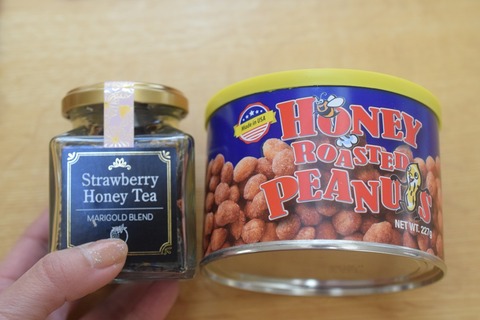 Strawberry
Honey Tea
MARIGOLD BLEND
Made in USA
HONEY
ROASTED
PEANUTS
NET WT. 227g